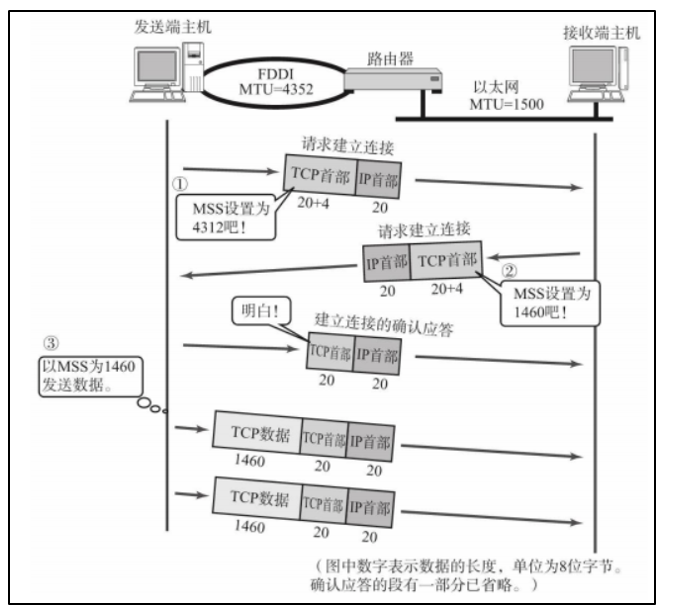 发送端主机
接收端主机
路由器
FDDI
MTU=4352
以太网
MTU=1500
请求建立连接
TCP首部
IP首部
20+4
20
①
MSS设置为
4312吧！
请求建立连接
IP首部
TCP首部
20
20+4
②
MSS设置为
1460吧！
明白！
建立连接的确认应答
TCP首部
IP首部
20
20
③
以MSS为1460
发送数据。
TCP数据
TCP首部
IP首部
1460
20
20
TCP数据
TCP首部
IP首部
1460
20
20
（图中数字表示数据的长度，单位为8位字节。
确认应答的段有一部分已省略。）